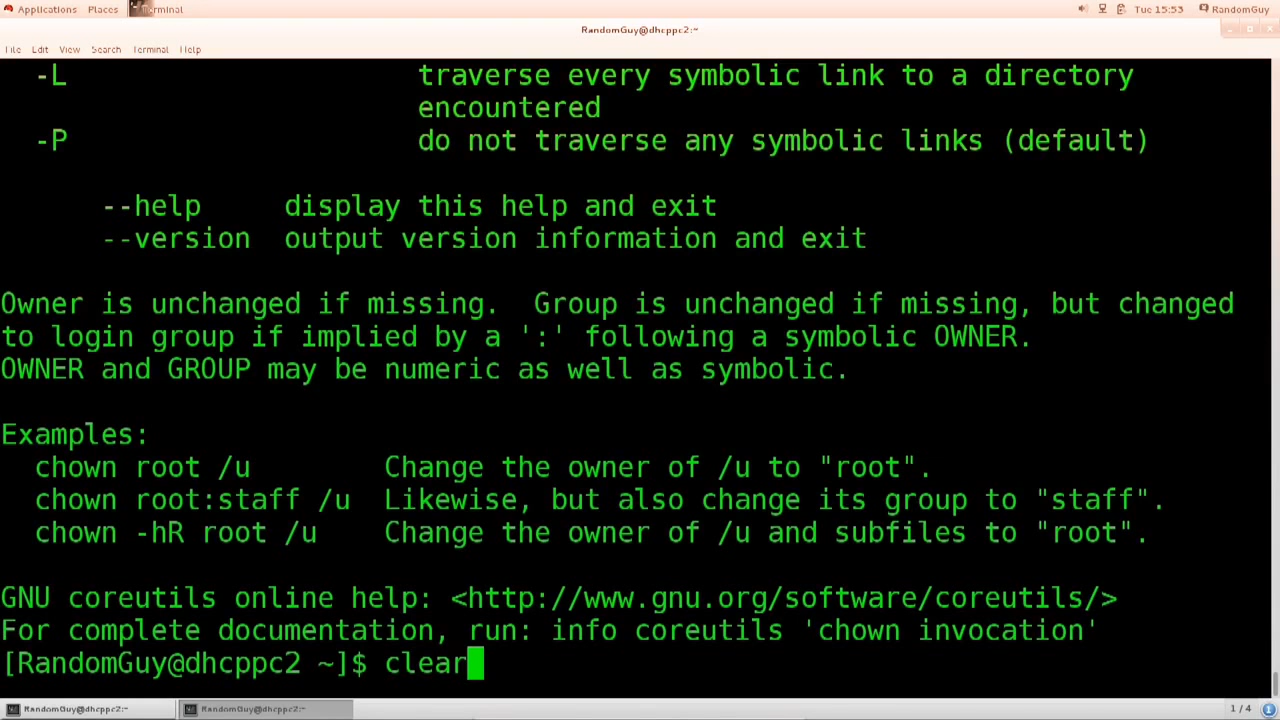 Applications Places Terminal Tue 15:53 RandomGuy
RandomGuy@dhcppc2:~
File Edit View Search Terminal Help
-L traverse every symbolic link to a directory
encountered
-P do not traverse any symbolic links (default)
--help display this help and exit
--version output version information and exit
Owner is unchanged if missing. Group is unchanged if missing, but changed
to login group if implied by a ':' following a symbolic OWNER.
OWNER and GROUP may be numeric as well as symbolic.
Examples:
chown root /u Change the owner of /u to "root".
chown root:staff /u Likewise, but also change its group to "staff".
chown -hR root /u Change the owner of /u and subfiles to "root".
GNU coreutils online help: <http://www.gnu.org/software/coreutils/>
For complete documentation, run: info coreutils 'chown invocation'
[RandomGuy@dhcppc2 ~]$ clear
RandomGuy@dhcppc2:~ RandomGuy@dhcppc2:~ 1 / 4